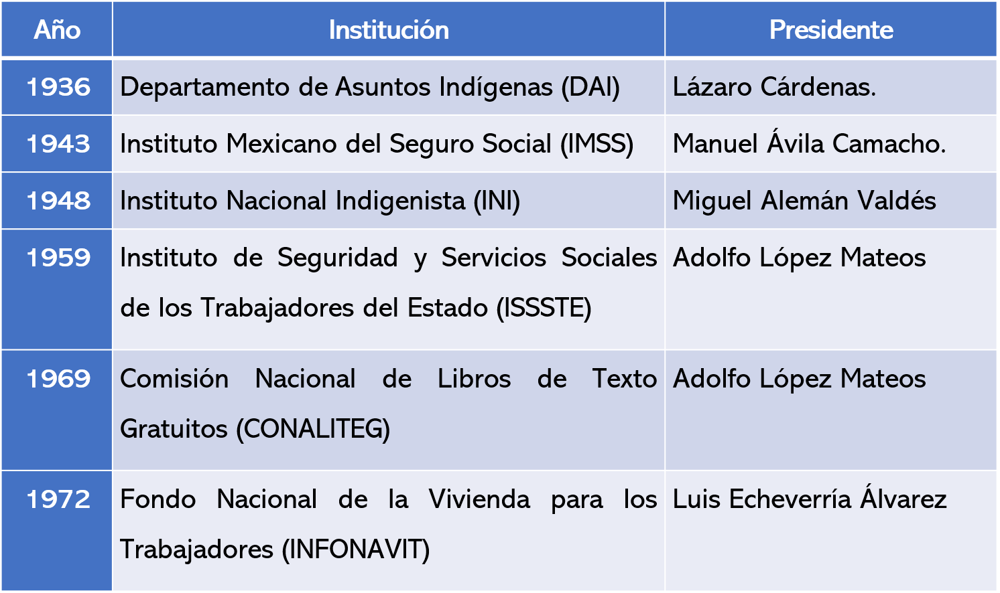 Año Institución Presidente
1936 Departamento de Asuntos Indígenas (DAI) Lázaro Cárdenas.
1943 Instituto Mexicano del Seguro Social (IMSS) Manuel Ávila Camacho.
1948 Instituto Nacional Indigenista (INI) Miguel Alemán Valdés
1959 Instituto de Seguridad y Servicios Sociales Adolfo López Mateos
de los Trabajadores del Estado (ISSSTE)
1969 Comisión Nacional de Libros de Texto Adolfo López Mateos
Gratuitos (CONALITEG)
1972 Fondo Nacional de la Vivienda para los Luis Echeverría Álvarez
Trabajadores (INFONAVIT)